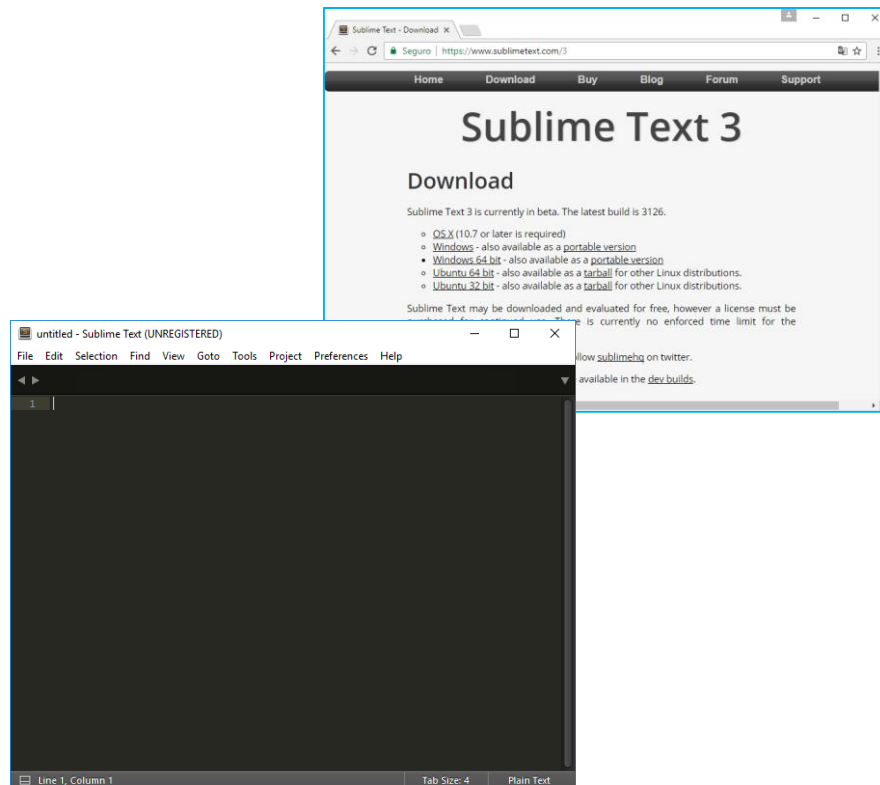 Sublime Text - Download
Seguro | https://www.sublimetext.com/3
Home Download Buy Blog Forum Support
Sublime Text 3
Download
Sublime Text 3 is currently in beta. The latest build is 3126.
OS X (10.7 or later is required)
Windows - also available as a portable version
Windows 64 bit - also available as a portable version
Ubuntu 64 bit - also available as a tarball for other Linux distributions.
Ubuntu 32 bit - also available as a tarball for other Linux distributions.
Sublime Text may be downloaded and evaluated for free, however a license must be
is currently no enforced time limit for the
sublimehq on twitter.
available in the dev builds.
untitled - Sublime Text (UNREGISTERED)
File Edit Selection Find View Goto Tools Project Preferences Help
1
Line 1, Column 1 Tab Size: 4 Plain Text